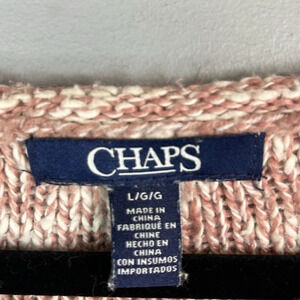 CHAPS
L/G/G
MADE IN
CHINA
FABRIQUÉ EN
CHINE
HECHO EN
CHINA
CON INSUMOS
IMPORTADOS